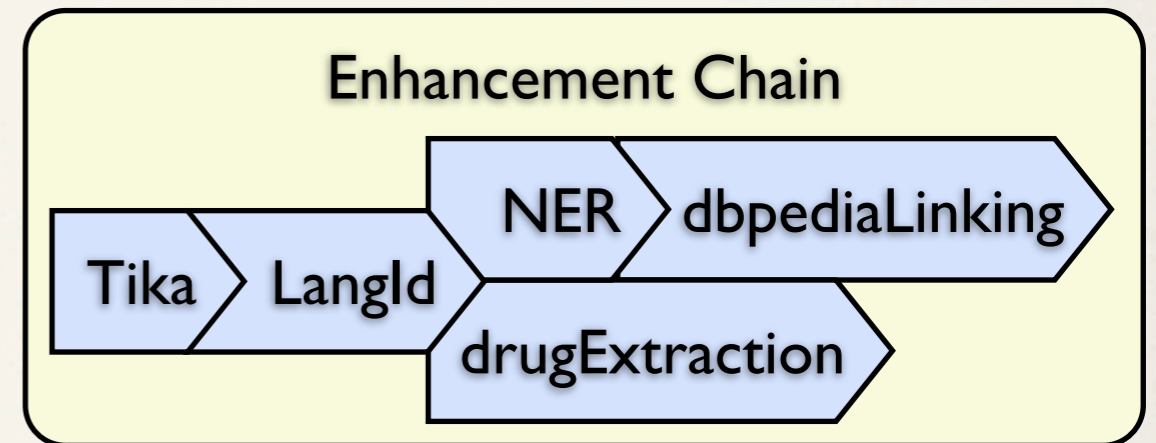 Enhancement Chain
NER dbpediaLinking
Tika LangId
drugExtraction